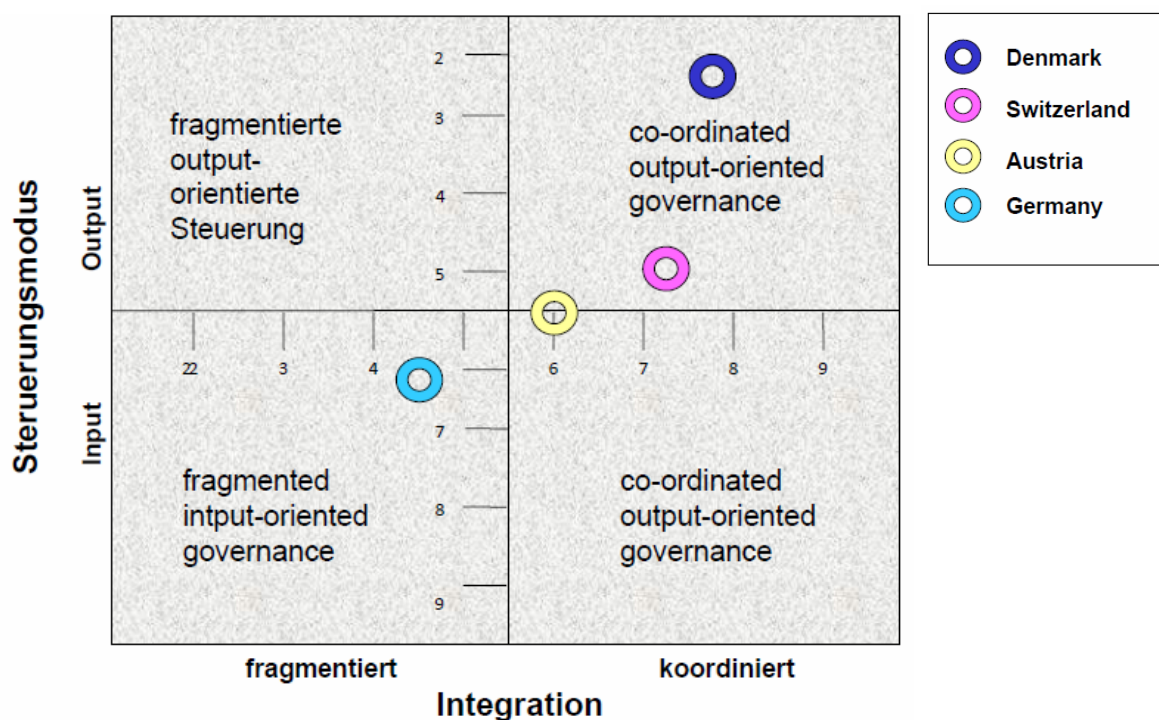 2
3
4
5
7
8
9
fragmentierte
output-
orientierte
Steuerung
co-ordinated
output-oriented
governance
22
3
4
6
7
8
9
fragmented
intput-oriented
governance
co-ordinated
output-oriented
governance
Steruerungsmodus
Output
Input
fragmentiert
koordiniert
Integration
Denmark
Switzerland
Austria
Germany